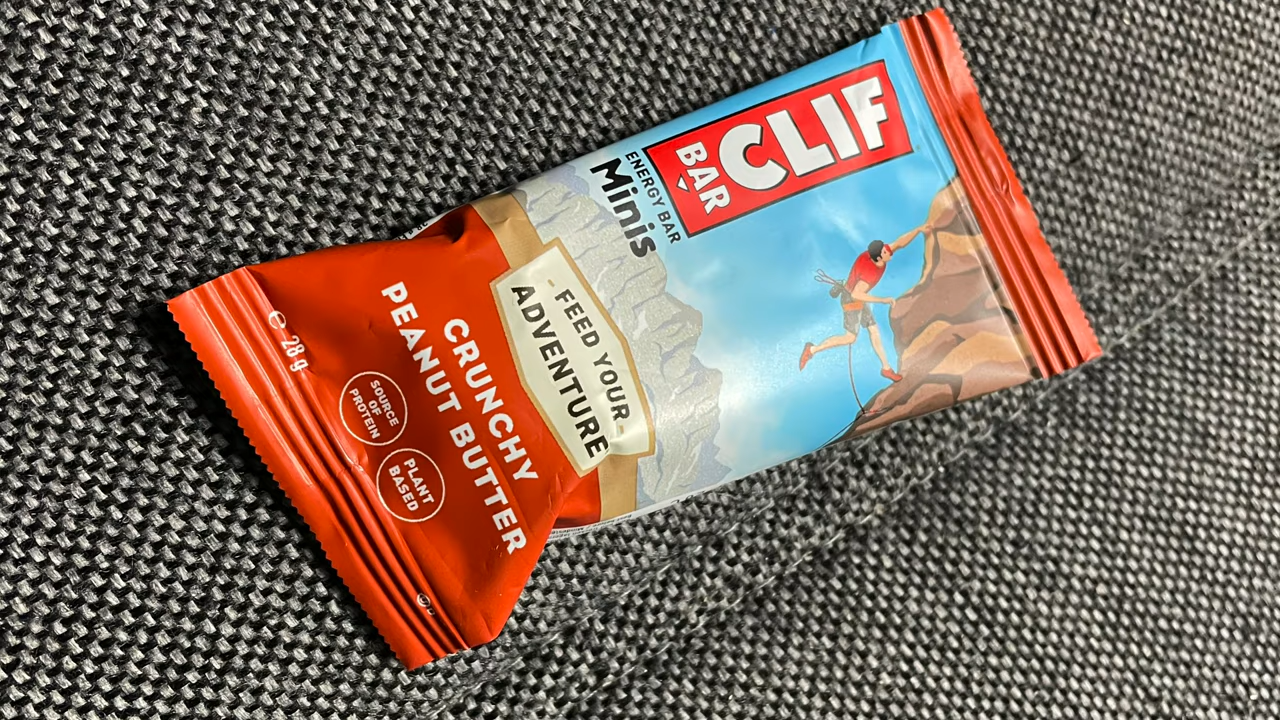 CLIF
BAR
ENERGY BAR
Minis
- FEED YOUR -
ADVENTURE
CRUNCHY
PEANUT BUTTER
SOURCE
OF
PROTEIN
PLANT
BASED
℮ 28 g